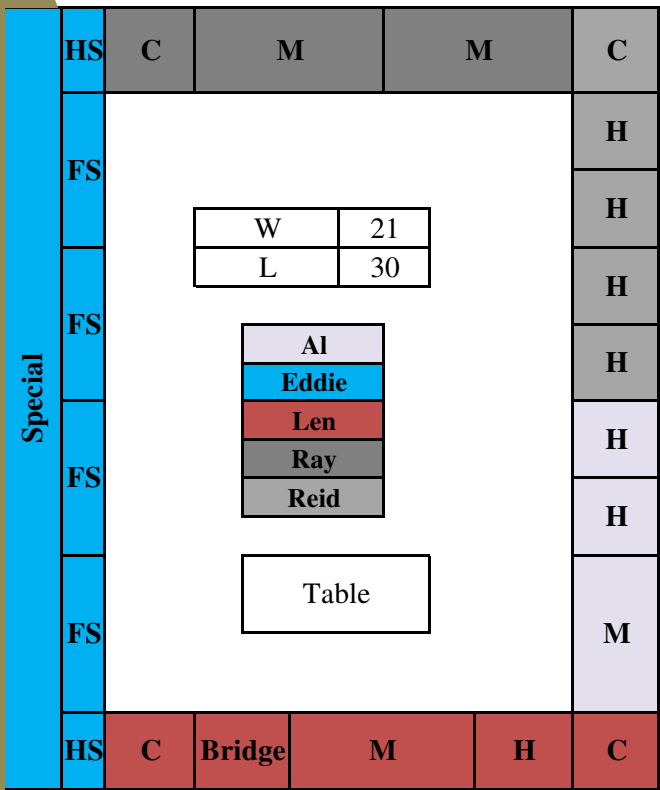 HS C M M C
Special
FS
H
H
W 21
L 30
FS
H
H
Al
Eddie
Len
Ray
Reid
FS
H
H
Table
FS
M
HS C Bridge M H C